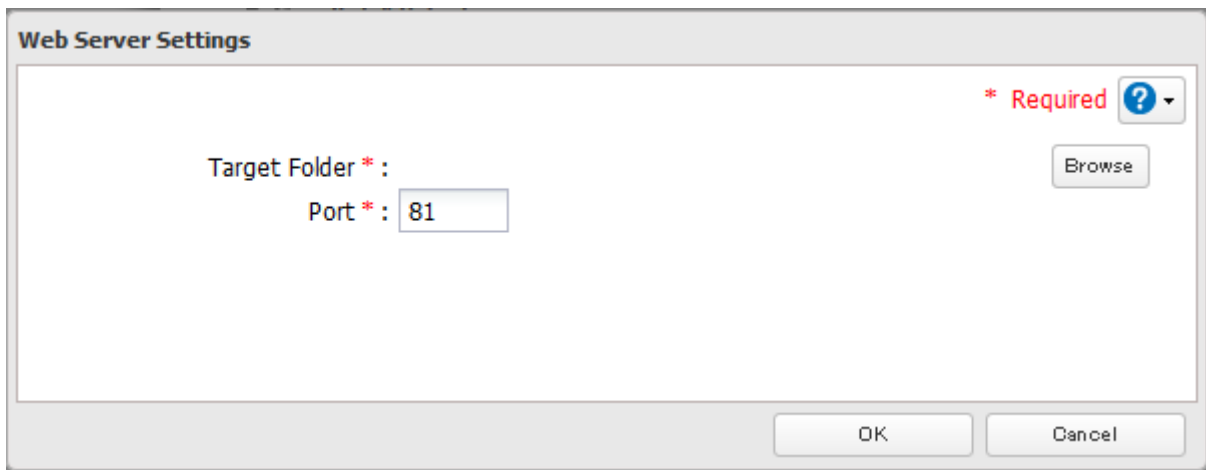 Web Server Settings
* Required ?
Target Folder * : Browse
Port * : 81
OK Cancel